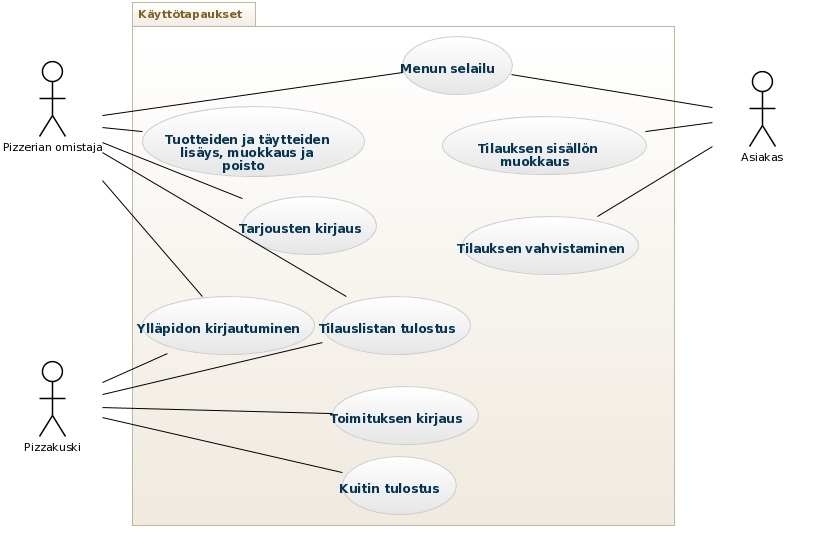 Käyttötapaukset
Menun selailu
Pizzerian omistaja
Tuotteiden ja täytteiden
lisäys, muokkaus ja
poisto
Tilauksen sisällön
muokkaus
Asiakas
Tarjousten kirjaus
Tilauksen vahvistaminen
Ylläpidon kirjautuminen
Tilauslistan tulostus
Pizzakuski
Toimituksen kirjaus
Kuitin tulostus